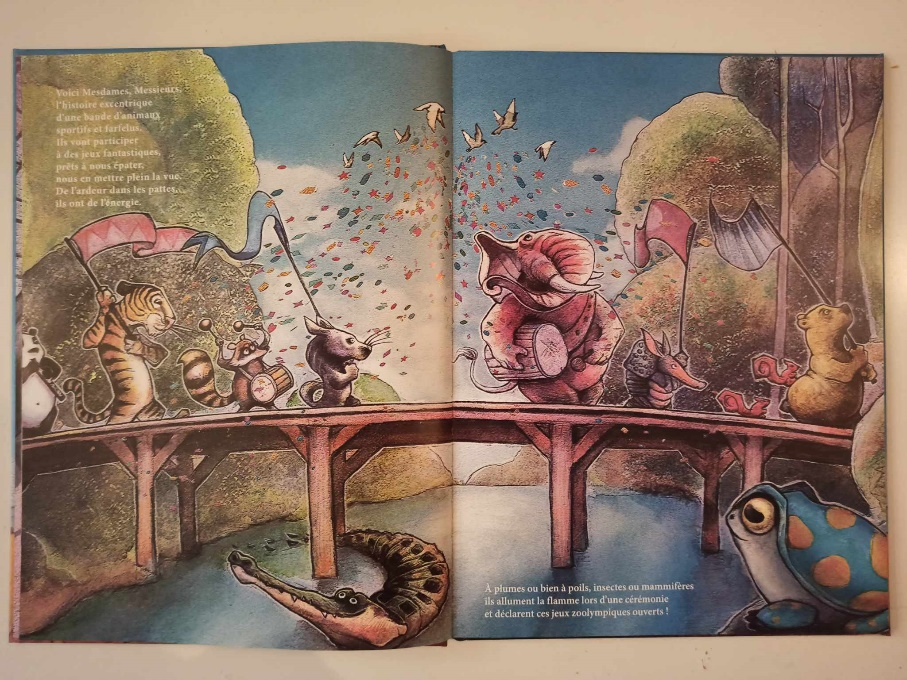 Voici Mesdames, Messieurs,
l'histoire excentrique
d'une bande d'animaux
sportifs et farfelus.
Ils vont participer
à des jeux fantastiques,
prêts à nous épater,
nous en mettre plein la vue.
De l'ardeur dans les pattes,
ils ont de l'énergie.
À plumes ou bien à poils, insectes ou mammifères
ils allument la flamme lors d'une cérémonie
et déclarent ces jeux zoolympiques ouverts !